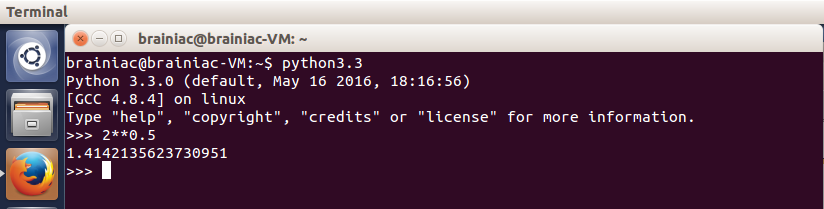 Terminal
brainiac@brainiac-VM: ~
brainiac@brainiac-VM:~$ python3.3
Python 3.3.0 (default, May 16 2016, 18:16:56)
[GCC 4.8.4] on linux
Type "help", "copyright", "credits" or "license" for more information.
>>> 2**0.5
1.4142135623730951
>>>